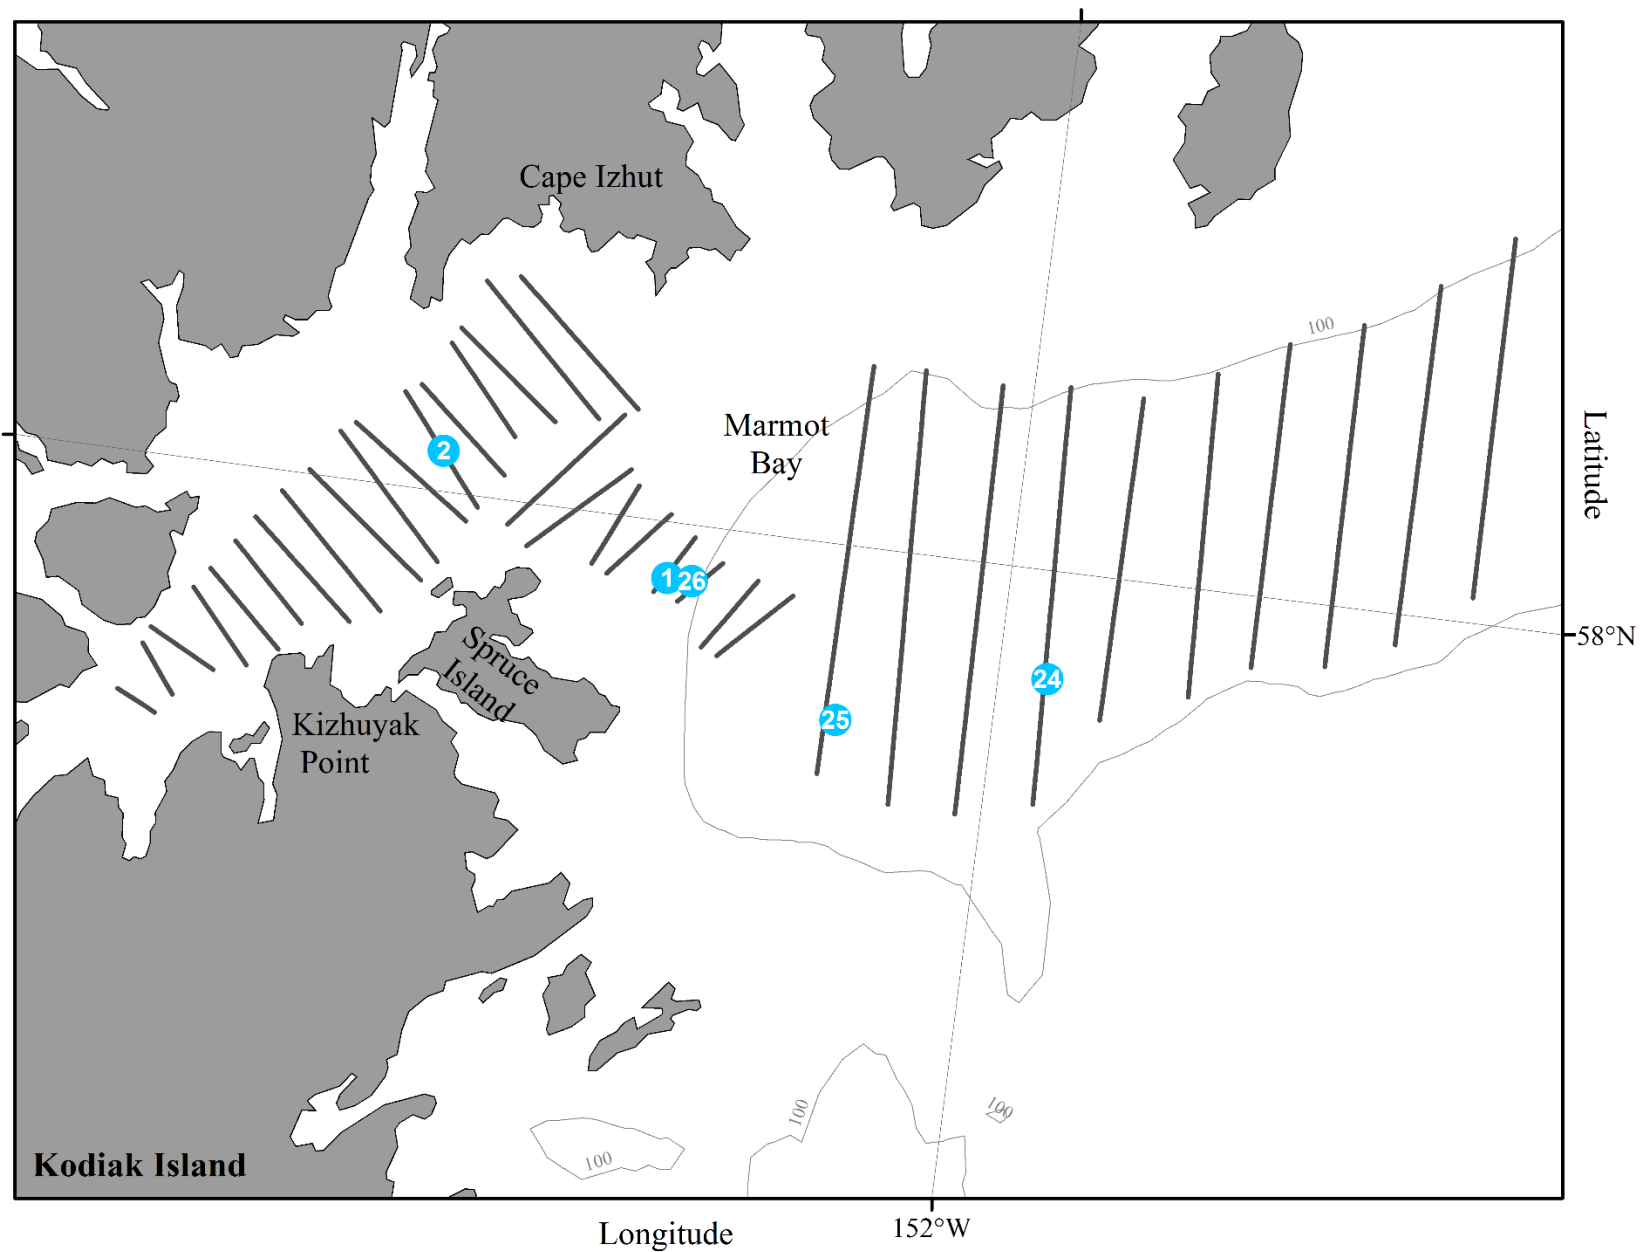 Cape Izhut
100
Marmot
Bay
Latitude
2
1
26
58°N
Spruce
Island
24
25
Kizhuyak
Point
100
100
100
Kodiak Island
Longitude
152°W